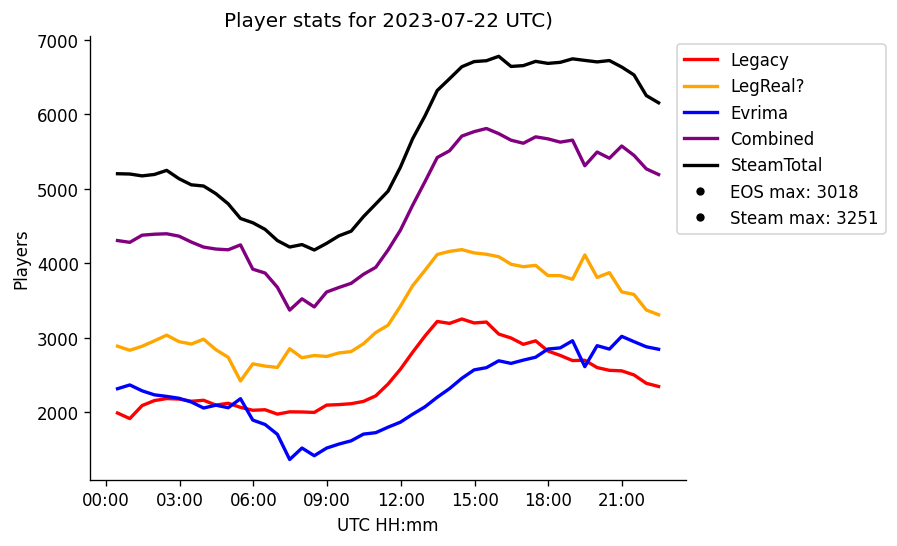 Player stats for 2023-07-22 UTC)
7000
6000
5000
4000
3000
2000
Players
00:00 03:00 06:00 09:00 12:00 15:00 18:00 21:00
UTC HH:mm
Legacy
LegReal?
Evrima
Combined
SteamTotal
EOS max: 3018
Steam max: 3251